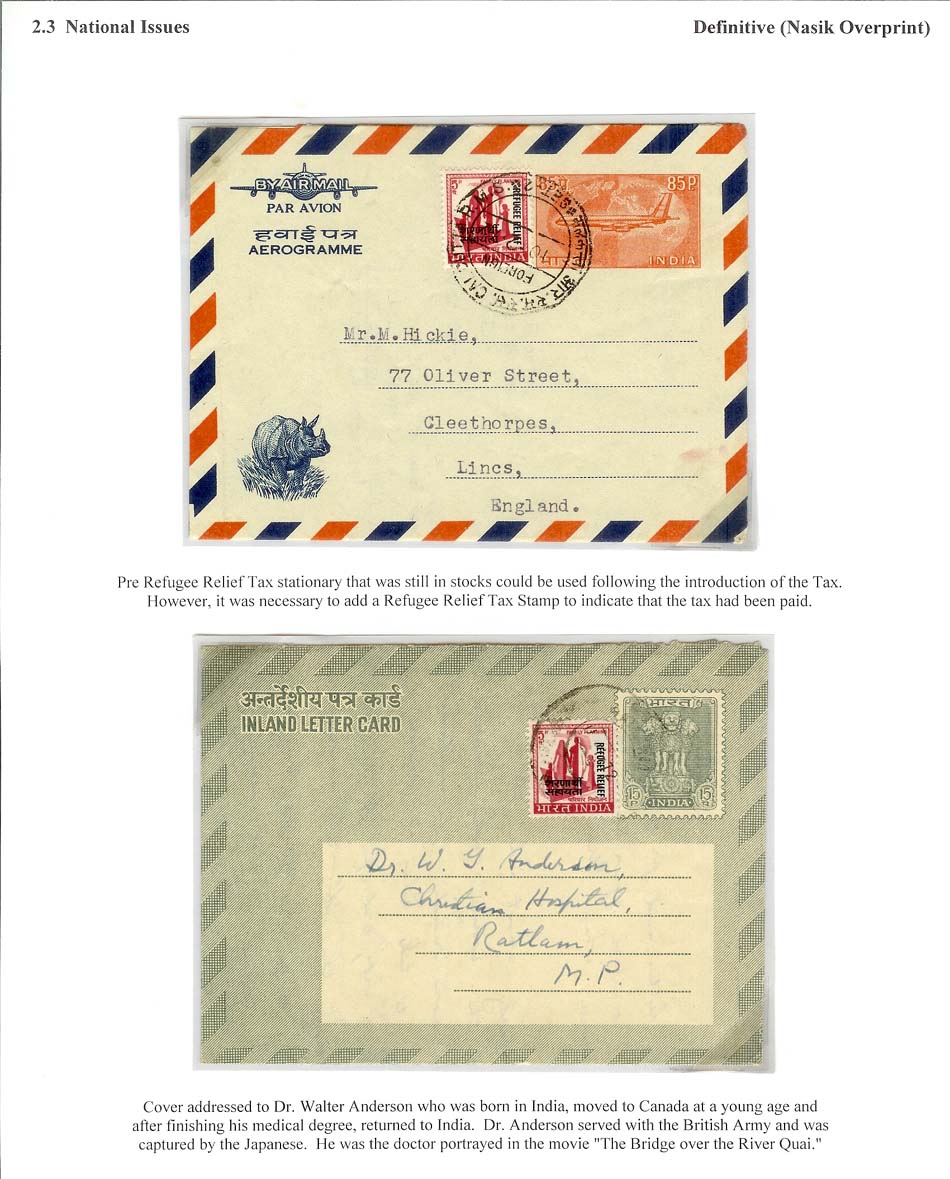 2.3 National Issues
Definitive (Nasik Overprint)
BY AIR MAIL
PAR AVION
हवाई पत्र
AEROGRAMME
REFUGEE RELIEF
शरणार्थी
सहायता
भारत INDIA
85P
INDIA
FOREIGN
Mr.M.Hickie,
77 Oliver Street,
Cleethorpes,
Lincs,
England.
Pre Refugee Relief Tax stationary that was still in stocks could be used following the introduction of the Tax.
However, it was necessary to add a Refugee Relief Tax Stamp to indicate that the tax had been paid.
अन्तर्देशीय पत्र कार्ड
INLAND LETTER CARD
REFUGEE RELIEF
शरणार्थी
सहायता
भारत INDIA
भारत
15 P
INDIA
15
Dr. W. G. Anderson,
Christian Hospital,
Ratlam,
M.P.
Cover addressed to Dr. Walter Anderson who was born in India, moved to Canada at a young age and
after finishing his medical degree, returned to India. Dr. Anderson served with the British Army and was
captured by the Japanese. He was the doctor portrayed in the movie "The Bridge over the River Quai."